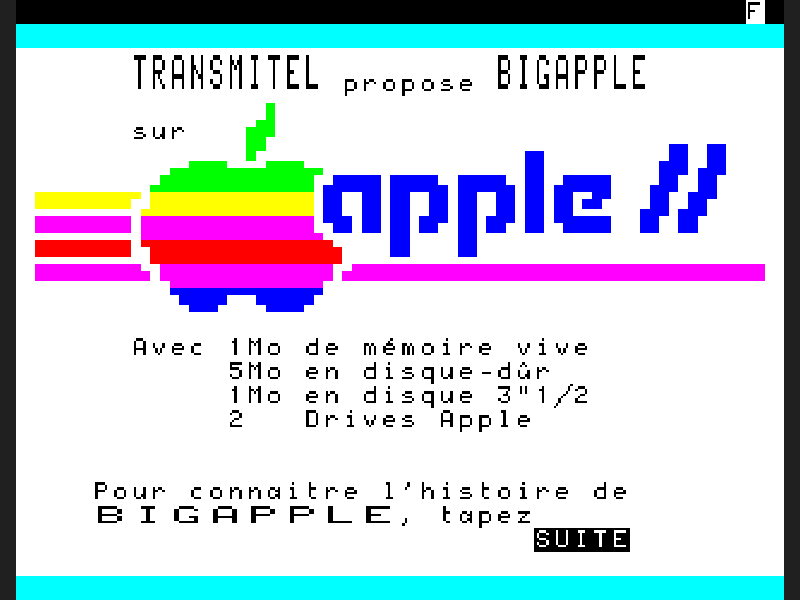 F
TRANSMITEL propose BIGAPPLE
sur
apple //
Avec 1Mo de mémoire vive
5Mo en disque-dûr
1Mo en disque 3"1/2
2 Drives Apple
Pour connaitre l'histoire de
BIGAPPLE, tapez
SUITE